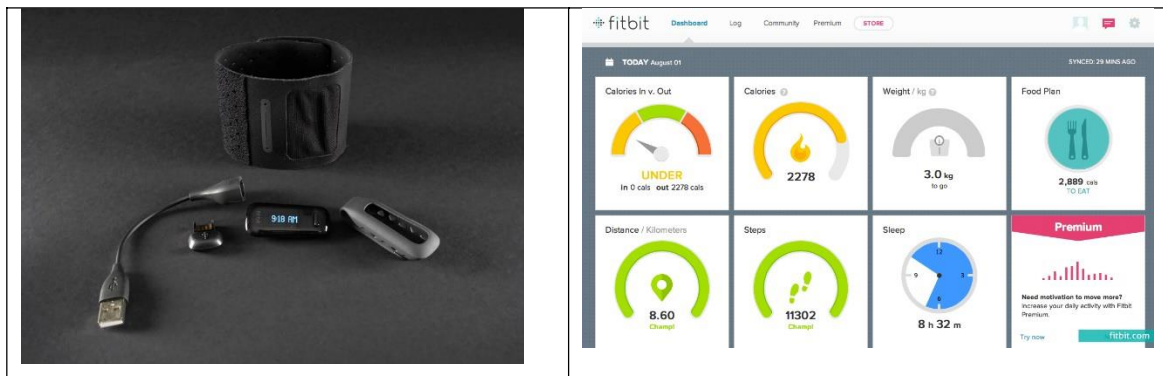 9:18 AM
fitbit
Dashboard Log Community Premium STORE
TODAY August 01
SYNCED: 29 MINS AGO
Calories In v. Out
UNDER
in 0 cals out 2278 cals
Calories ?
2278
Weight / kg ?
3.0 kg
to go
Food Plan
2,889 cals
TO EAT
Distance / Kilometers
8.60
Champ!
Steps
11302
Champ!
Sleep
12
9 3
6
8 h 32 m
Premium
Need motivation to move more?
Increase your daily activity with Fitbit
Premium.
Try now
fitbit.com